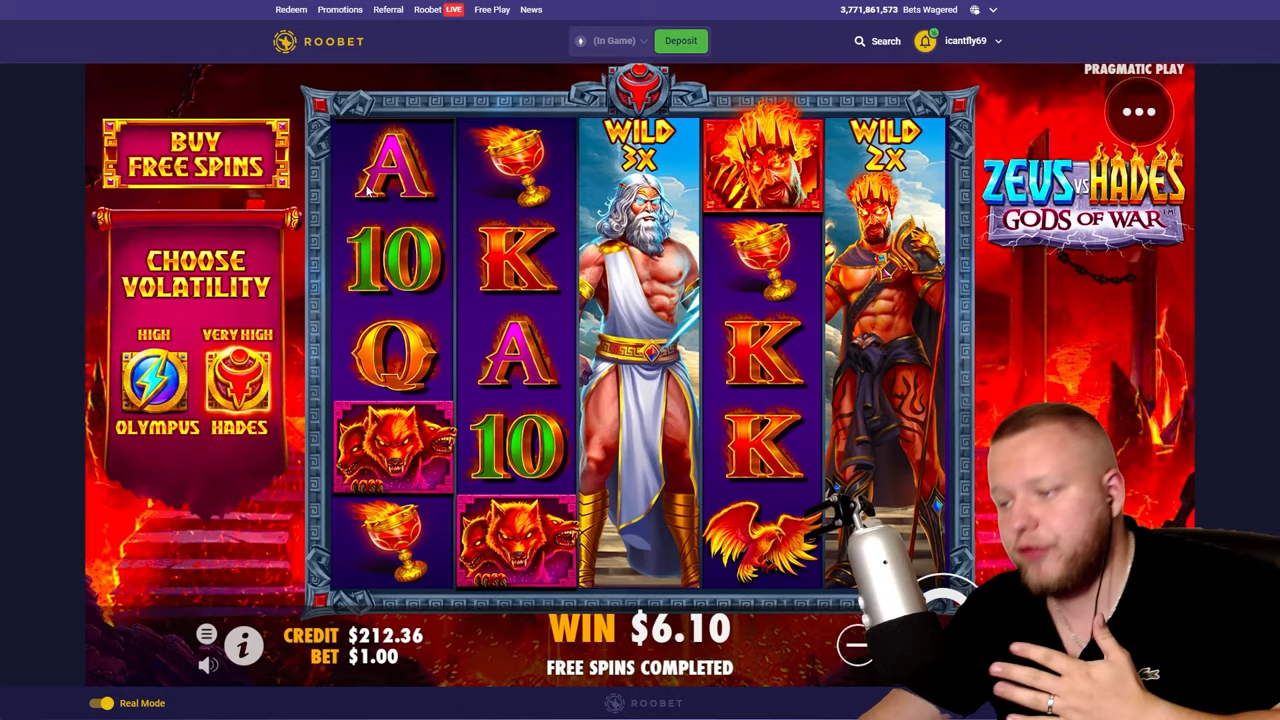 Redeem Promotions Referral Roobet LIVE Free Play News
3,771,861,573 Bets Wagered
ROOBET
(In Game)
Deposit
Search
icantfly69
PRAGMATIC PLAY
BUY
FREE SPINS
CHOOSE
VOLATILITY
HIGH VERY HIGH
OLYMPUS HADES
A
10
Q
K
A
10
WILD
3X
K
K
WILD
2X
ZEUS VS HADES
GODS OF WAR™
CREDIT $212.36
BET $1.00
WIN $6.10
FREE SPINS COMPLETED
Real Mode
ROOBET